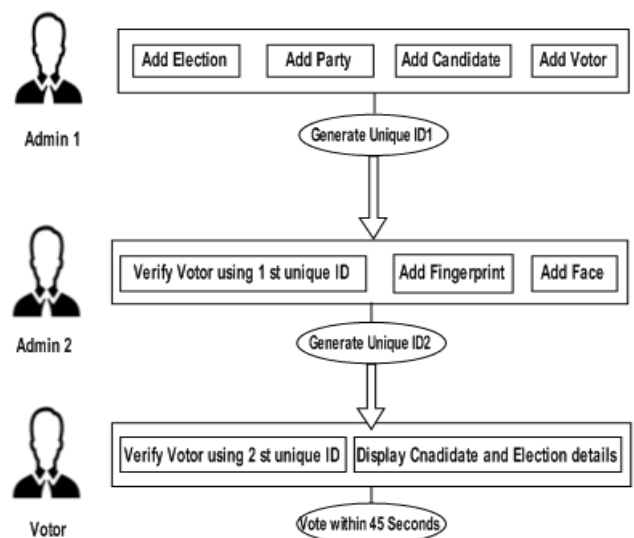 Add Election
Add Party
Add Candidate
Add Votor
Admin 1
Generate Unique ID1
Verify Votor using 1 st unique ID
Add Fingerprint
Add Face
Admin 2
Generate Unique ID2
Verify Votor using 2 st unique ID
Display Cnadidate and Election details
Votor
Vote within 45 Seconds